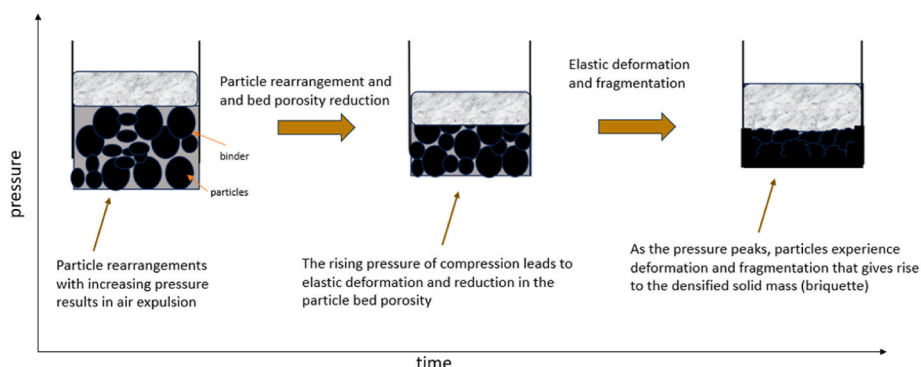 Particle rearrangement and
and bed porosity reduction
Elastic deformation
and fragmentation
binder
particles
pressure
Particle rearrangements
with increasing pressure
results in air expulsion
The rising pressure of compression leads to
elastic deformation and reduction in the
particle bed porosity
As the pressure peaks, particles experience
deformation and fragmentation that gives rise
to the densified solid mass (briquette)
time